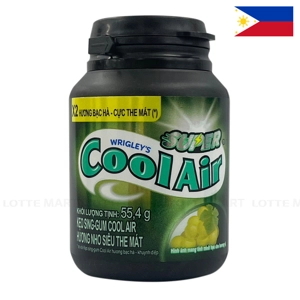 X2 HƯƠNG BẠC HÀ - CỰC THE MÁT (*)
WRIGLEY'S
SUPER
CoolAir
KHỐI LƯỢNG TỊNH: 55,4 g
KẸO SING-GUM COOL AIR
HƯƠNG NHO SIÊU THE MÁT
LOTTE MART